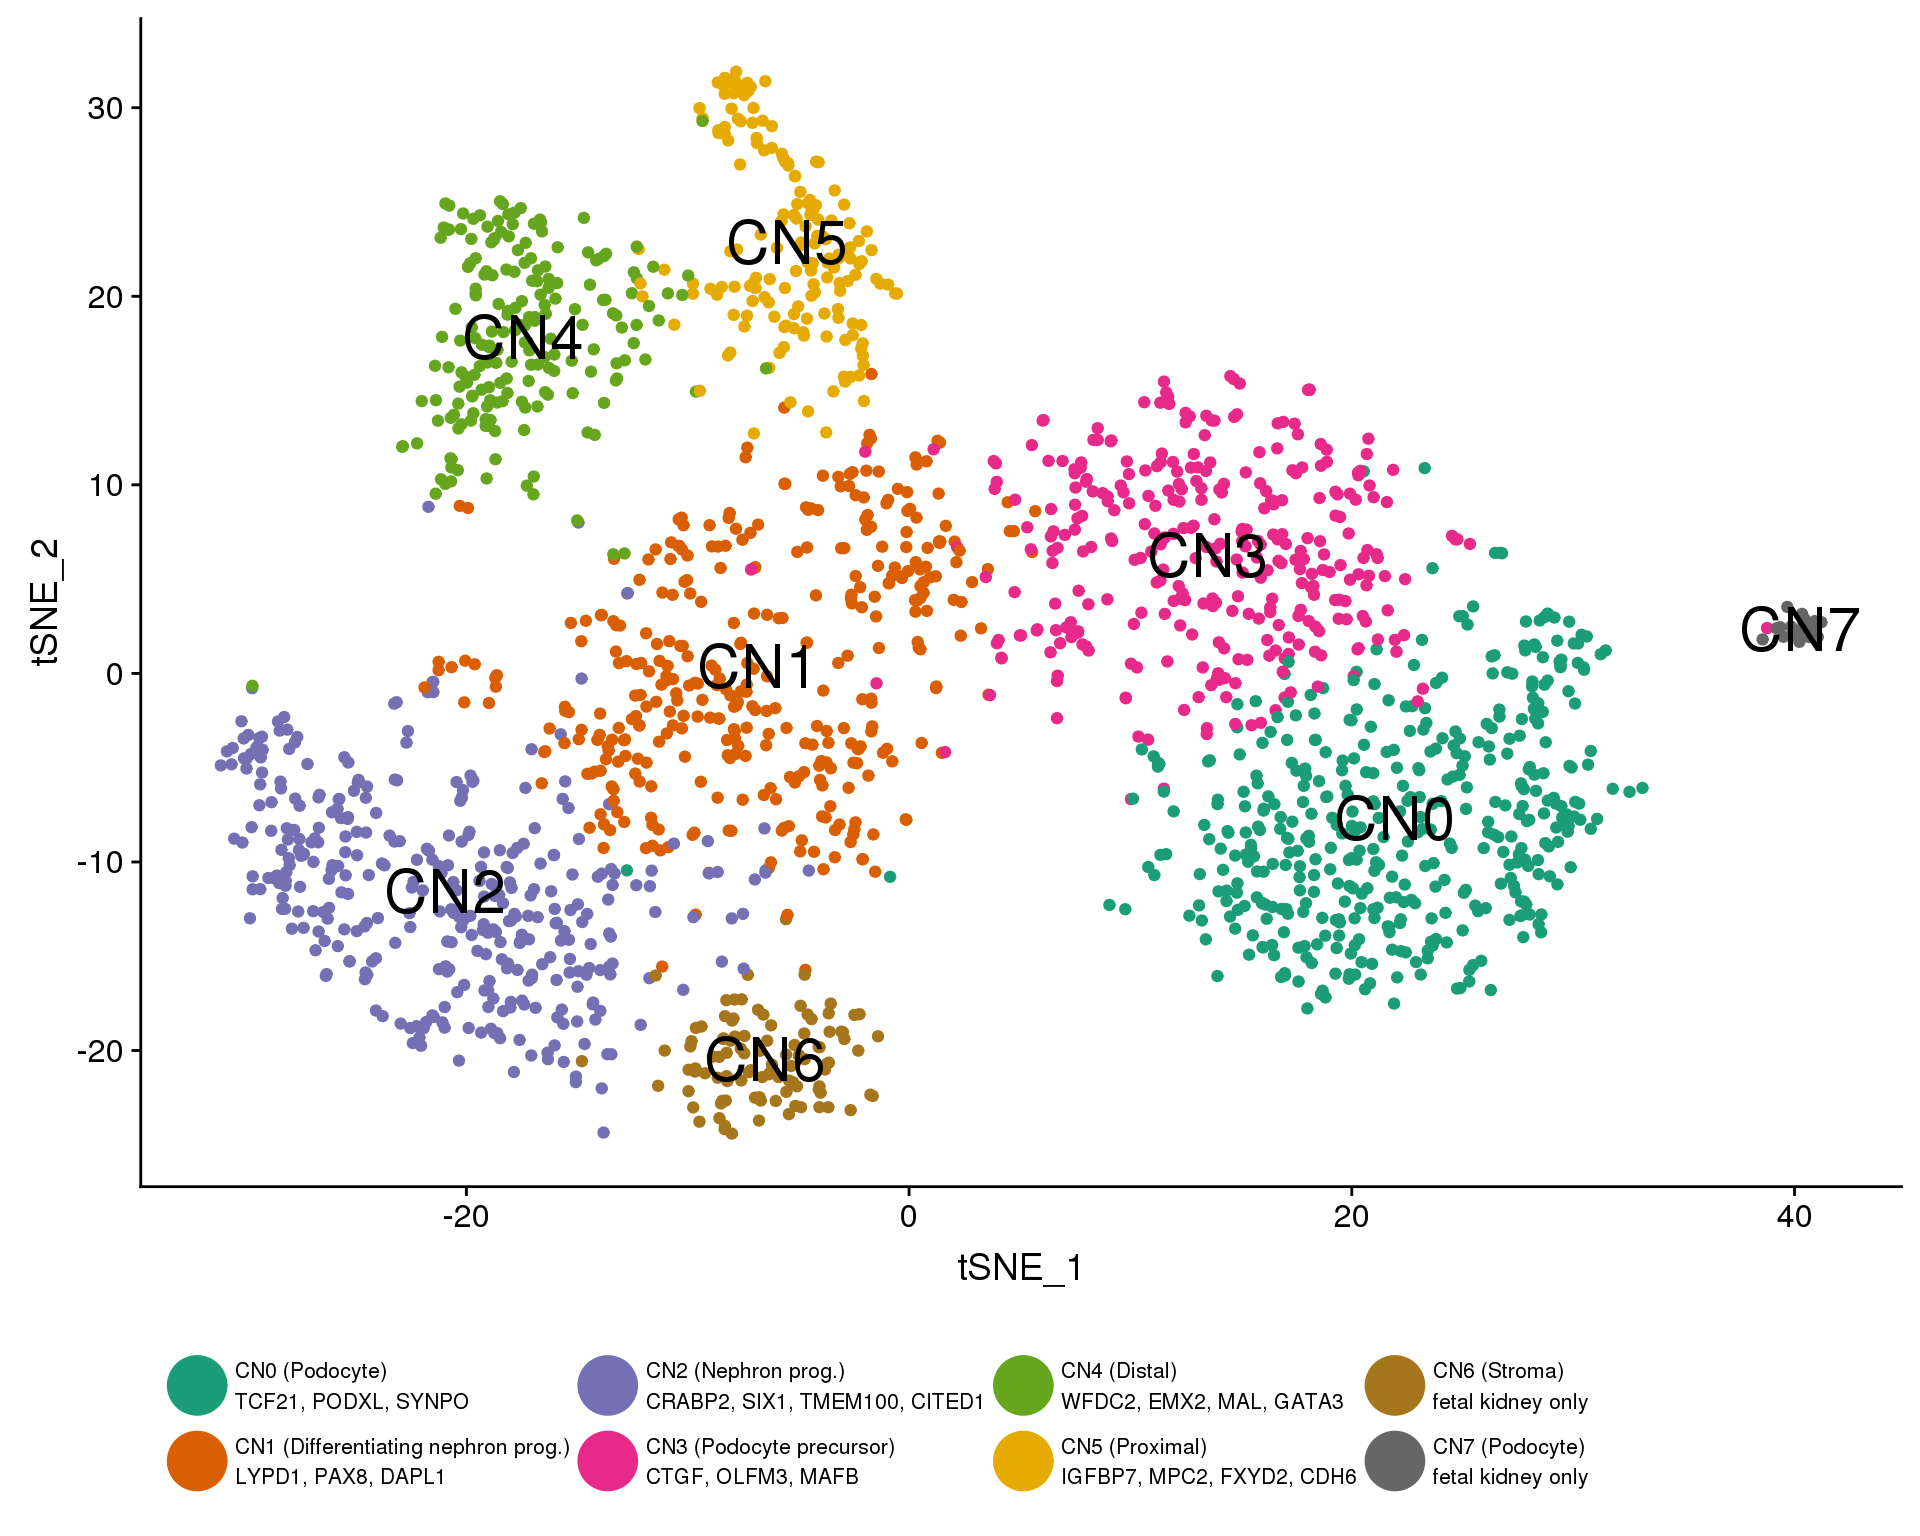 30
20
10
0
-10
-20
tSNE_2
CN5
CN4
CN3
CN7
CN1
CN0
CN2
CN6
-20
0
20
40
tSNE_1
CN0 (Podocyte)
TCF21, PODXL, SYNPO
CN2 (Nephron prog.)
CRABP2, SIX1, TMEM100, CITED1
CN4 (Distal)
WFDC2, EMX2, MAL, GATA3
CN6 (Stroma)
fetal kidney only
CN1 (Differentiating nephron prog.)
LYPD1, PAX8, DAPL1
CN3 (Podocyte precursor)
CTGF, OLFM3, MAFB
CN5 (Proximal)
IGFBP7, MPC2, FXYD2, CDH6
CN7 (Podocyte)
fetal kidney only